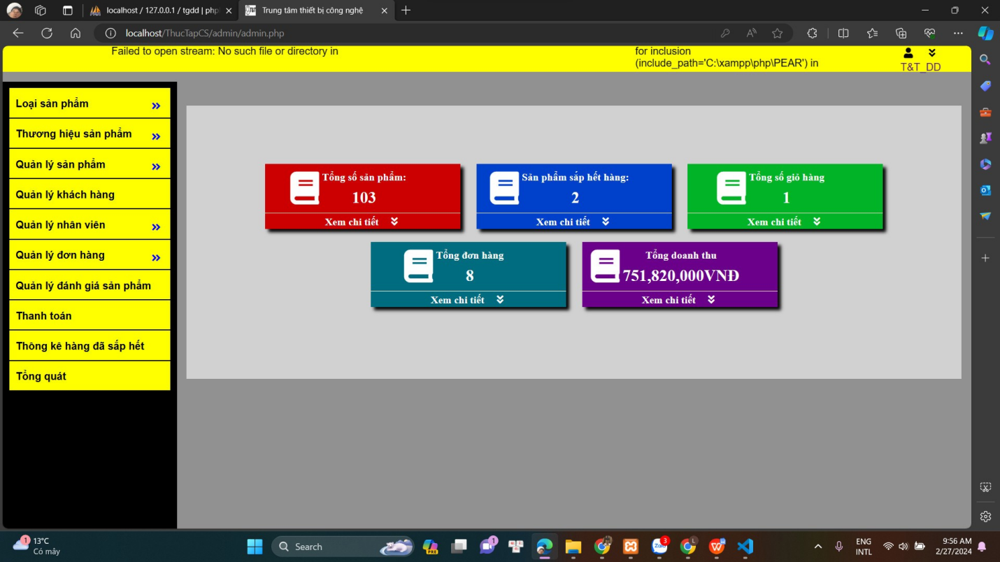 localhost / 127.0.0.1 / tgdd | php
Trung tâm thiết bị công nghệ
localhost/ThucTapCS/admin/admin.php
Failed to open stream: No such file or directory in
for inclusion
(include_path='C:\xampp\php\PEAR') in
T&T_DD
Loại sản phẩm
Thương hiệu sản phẩm
Quản lý sản phẩm
Quản lý khách hàng
Quản lý nhân viên
Quản lý đơn hàng
Quản lý đánh giá sản phẩm
Thanh toán
Thông kê hàng đã sắp hết
Tổng quát
Tổng số sản phẩm:
103
Xem chi tiết
Sản phẩm sắp hết hàng:
2
Xem chi tiết
Tổng số giỏ hàng
1
Xem chi tiết
Tổng đơn hàng
8
Xem chi tiết
Tổng doanh thu
751,820,000VNĐ
Xem chi tiết
1
13°C
Có mây
Search
PRE
1
Zalo
3
L
ENG
INTL
9:56 AM
2/27/2024